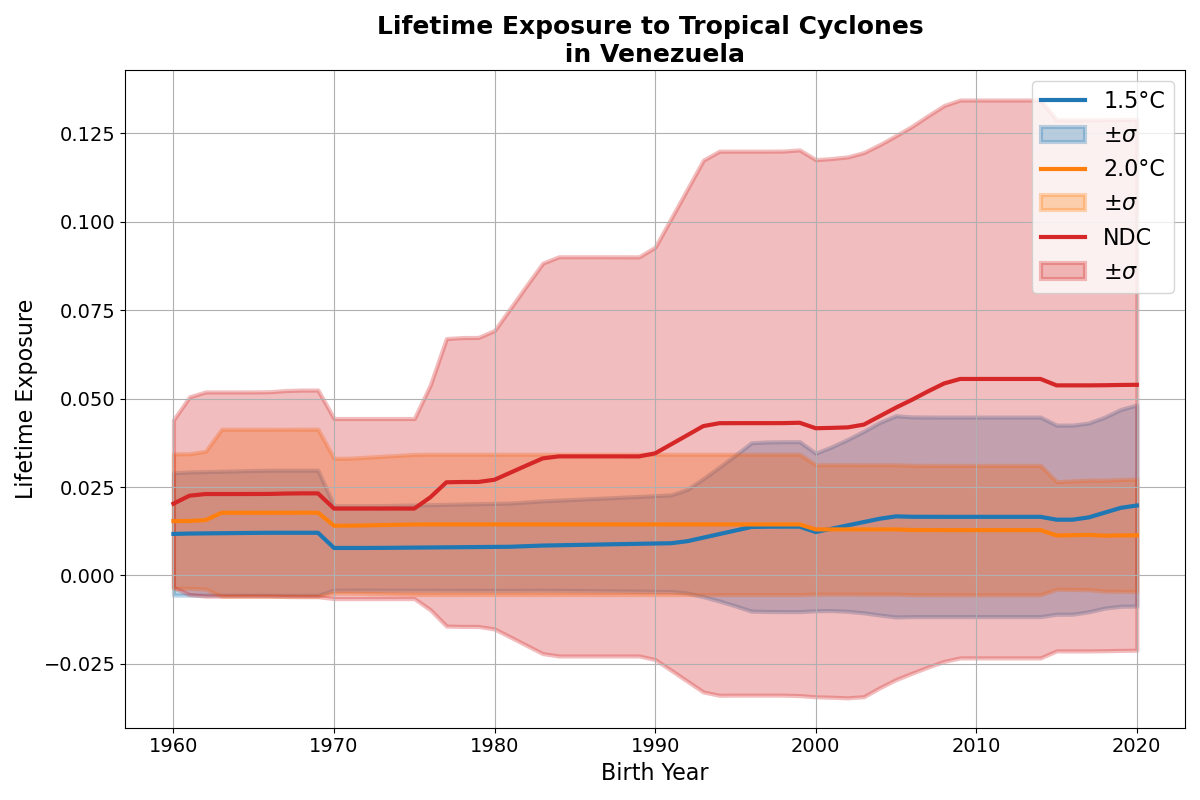 Lifetime Exposure to Tropical Cyclones
in Venezuela
Lifetime Exposure
0.125
0.100
0.075
0.050
0.025
0.000
−0.025
1960
1970
1980
1990
2000
2010
2020
Birth Year
1.5°C
±σ
2.0°C
±σ
NDC
±σ